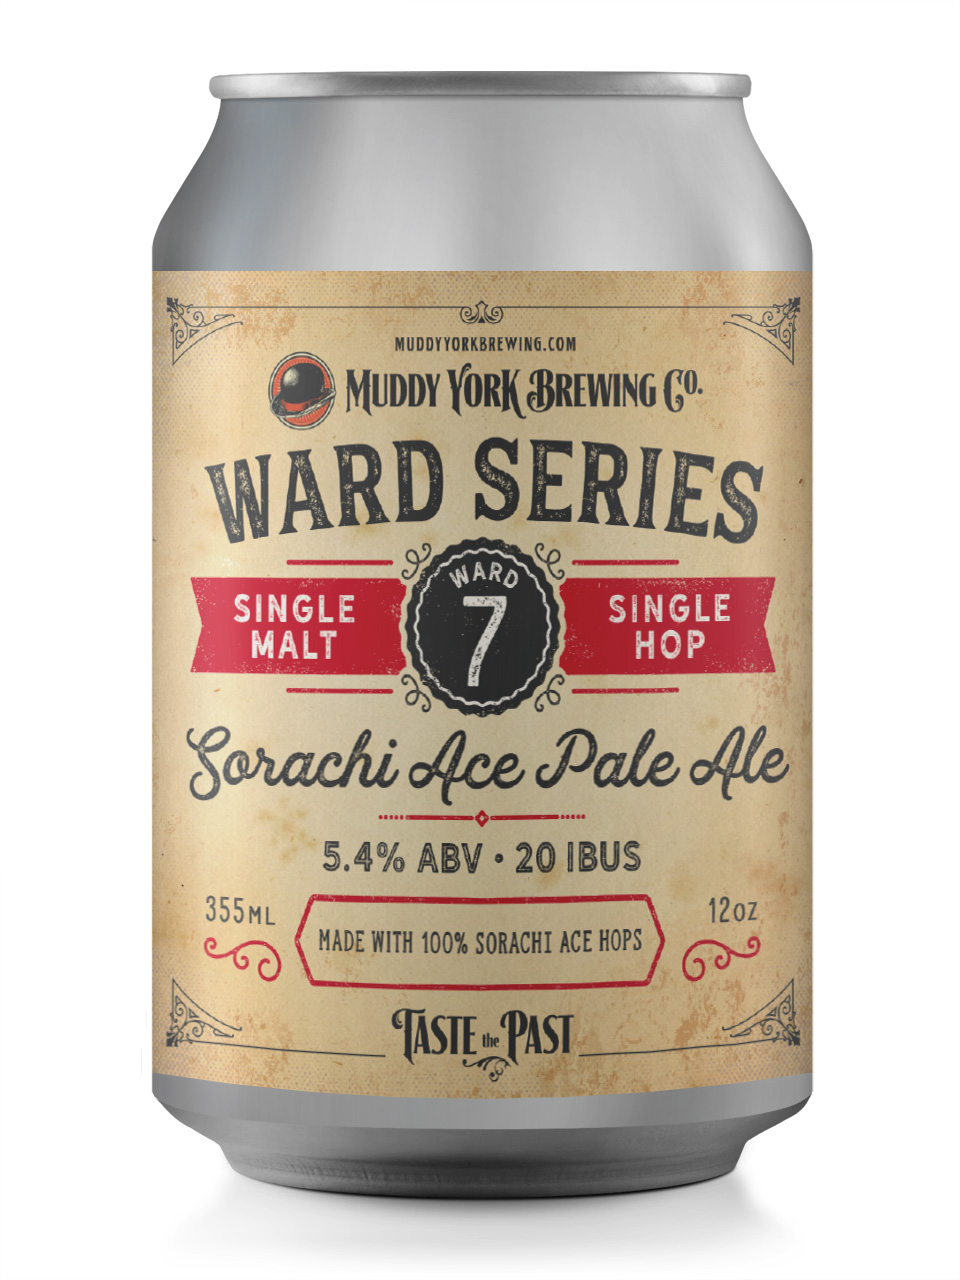 MUDDYYORKBREWING.COM
MUDDY YORK BREWING CO.
WARD SERIES
WARD
7
SINGLE
MALT
SINGLE
HOP
Sorachi Ace Pale Ale
5.4% ABV • 20 IBUS
355ML
12OZ
MADE WITH 100% SORACHI ACE HOPS
TASTE the PAST